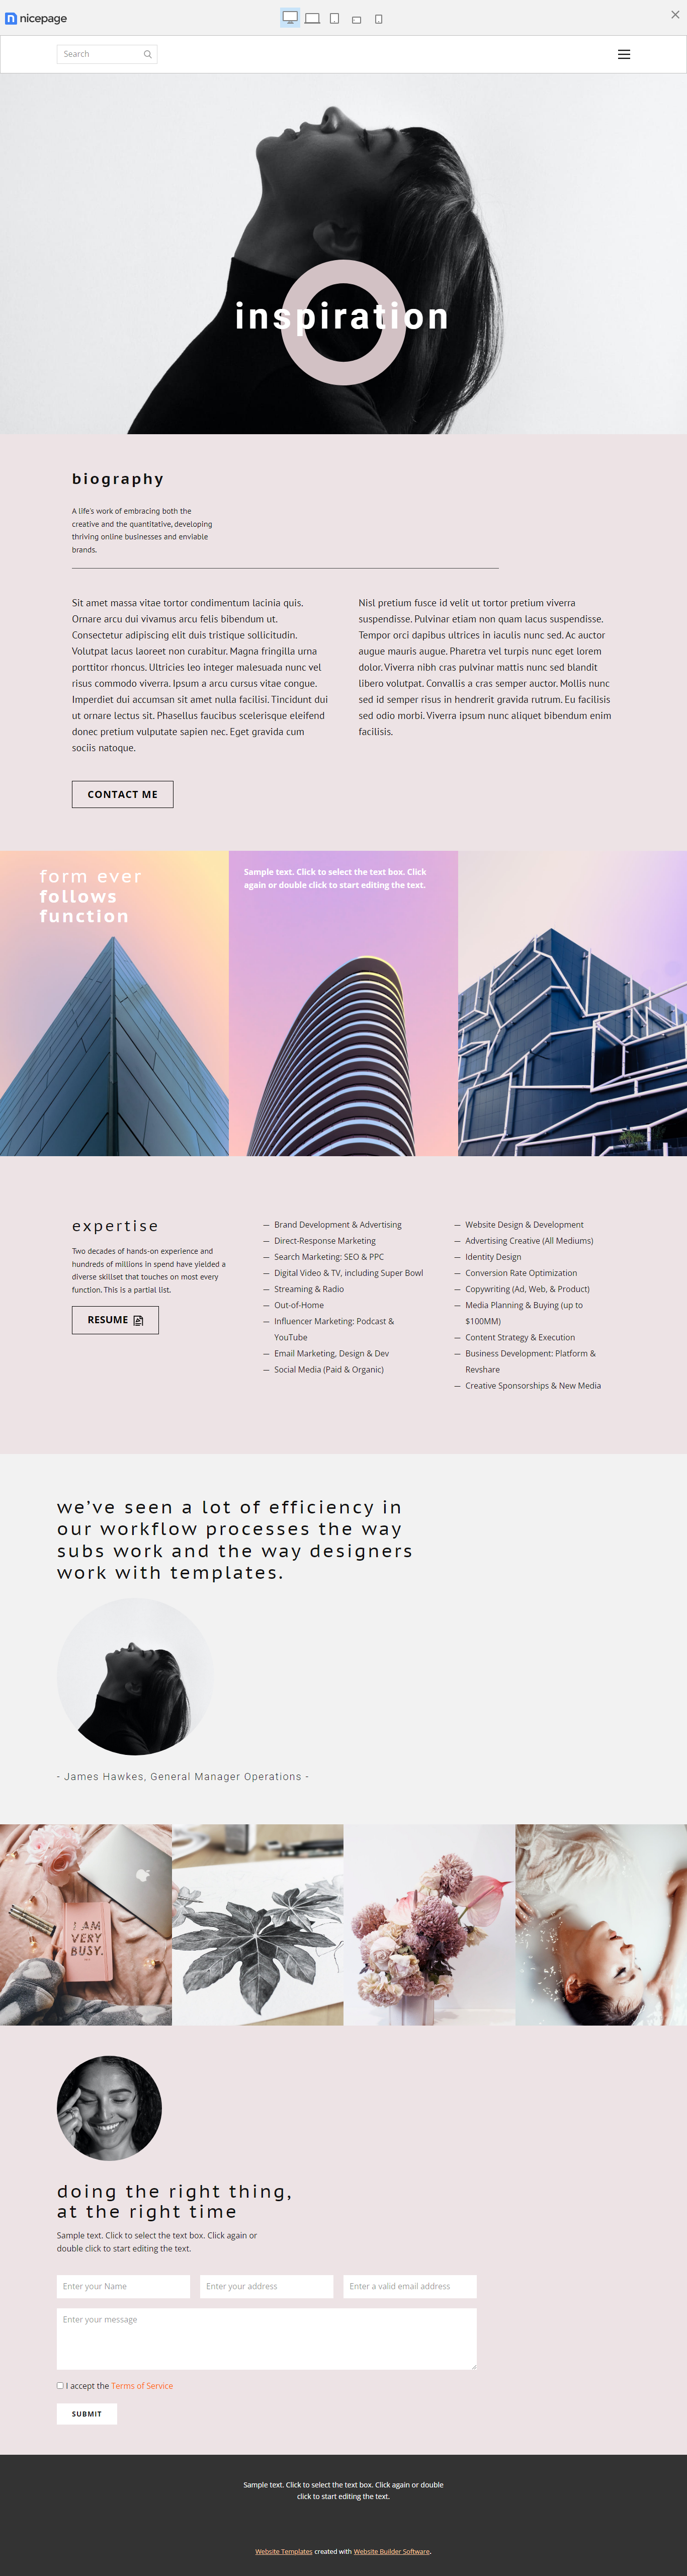 nicepage
Search
inspiration
biography
A life's work of embracing both the
creative and the quantitative, developing
thriving online businesses and enviable
brands.
Sit amet massa vitae tortor condimentum lacinia quis.
Ornare arcu dui vivamus arcu felis bibendum ut.
Consectetur adipiscing elit duis tristique sollicitudin.
Volutpat lacus laoreet non curabitur. Magna fringilla urna
porttitor rhoncus. Ultricies leo integer malesuada nunc vel
risus commodo viverra. Ipsum a arcu cursus vitae congue.
Imperdiet dui accumsan sit amet nulla facilisi. Tincidunt dui
ut ornare lectus sit. Phasellus faucibus scelerisque eleifend
donec pretium vulputate sapien nec. Eget gravida cum
sociis natoque.
Nisl pretium fusce id velit ut tortor pretium viverra
suspendisse. Pulvinar etiam non quam lacus suspendisse.
Tempor orci dapibus ultrices in iaculis nunc sed. Ac auctor
augue mauris augue. Pharetra vel turpis nunc eget lorem
dolor. Viverra nibh cras pulvinar mattis nunc sed blandit
libero volutpat. Convallis a cras semper auctor. Mollis nunc
sed id semper risus in hendrerit gravida rutrum. Eu facilisis
sed odio morbi. Viverra ipsum nunc aliquet bibendum enim
facilisis.
CONTACT ME
form ever
follows
function
Sample text. Click to select the text box. Click
again or double click to start editing the text.
expertise
Two decades of hands-on experience and
hundreds of millions in spend have yielded a
diverse skillset that touches on most every
function. This is a partial list.
RESUME
— Brand Development & Advertising
— Direct-Response Marketing
— Search Marketing: SEO & PPC
— Digital Video & TV, including Super Bowl
— Streaming & Radio
— Out-of-Home
— Influencer Marketing: Podcast &
YouTube
— Email Marketing, Design & Dev
— Social Media (Paid & Organic)
— Website Design & Development
— Advertising Creative (All Mediums)
— Identity Design
— Conversion Rate Optimization
— Copywriting (Ad, Web, & Product)
— Media Planning & Buying (up to
$100MM)
— Content Strategy & Execution
— Business Development: Platform &
Revshare
— Creative Sponsorships & New Media
we've seen a lot of efficiency in
our workflow processes the way
subs work and the way designers
work with templates.
- James Hawkes, General Manager Operations -
I AM
VERY
BUSY.
doing the right thing,
at the right time
Sample text. Click to select the text box. Click again or
double click to start editing the text.
Enter your Name
Enter your address
Enter a valid email address
Enter your message
I accept the Terms of Service
SUBMIT
Sample text. Click to select the text box. Click again or double
click to start editing the text.
Website Templates created with Website Builder Software.